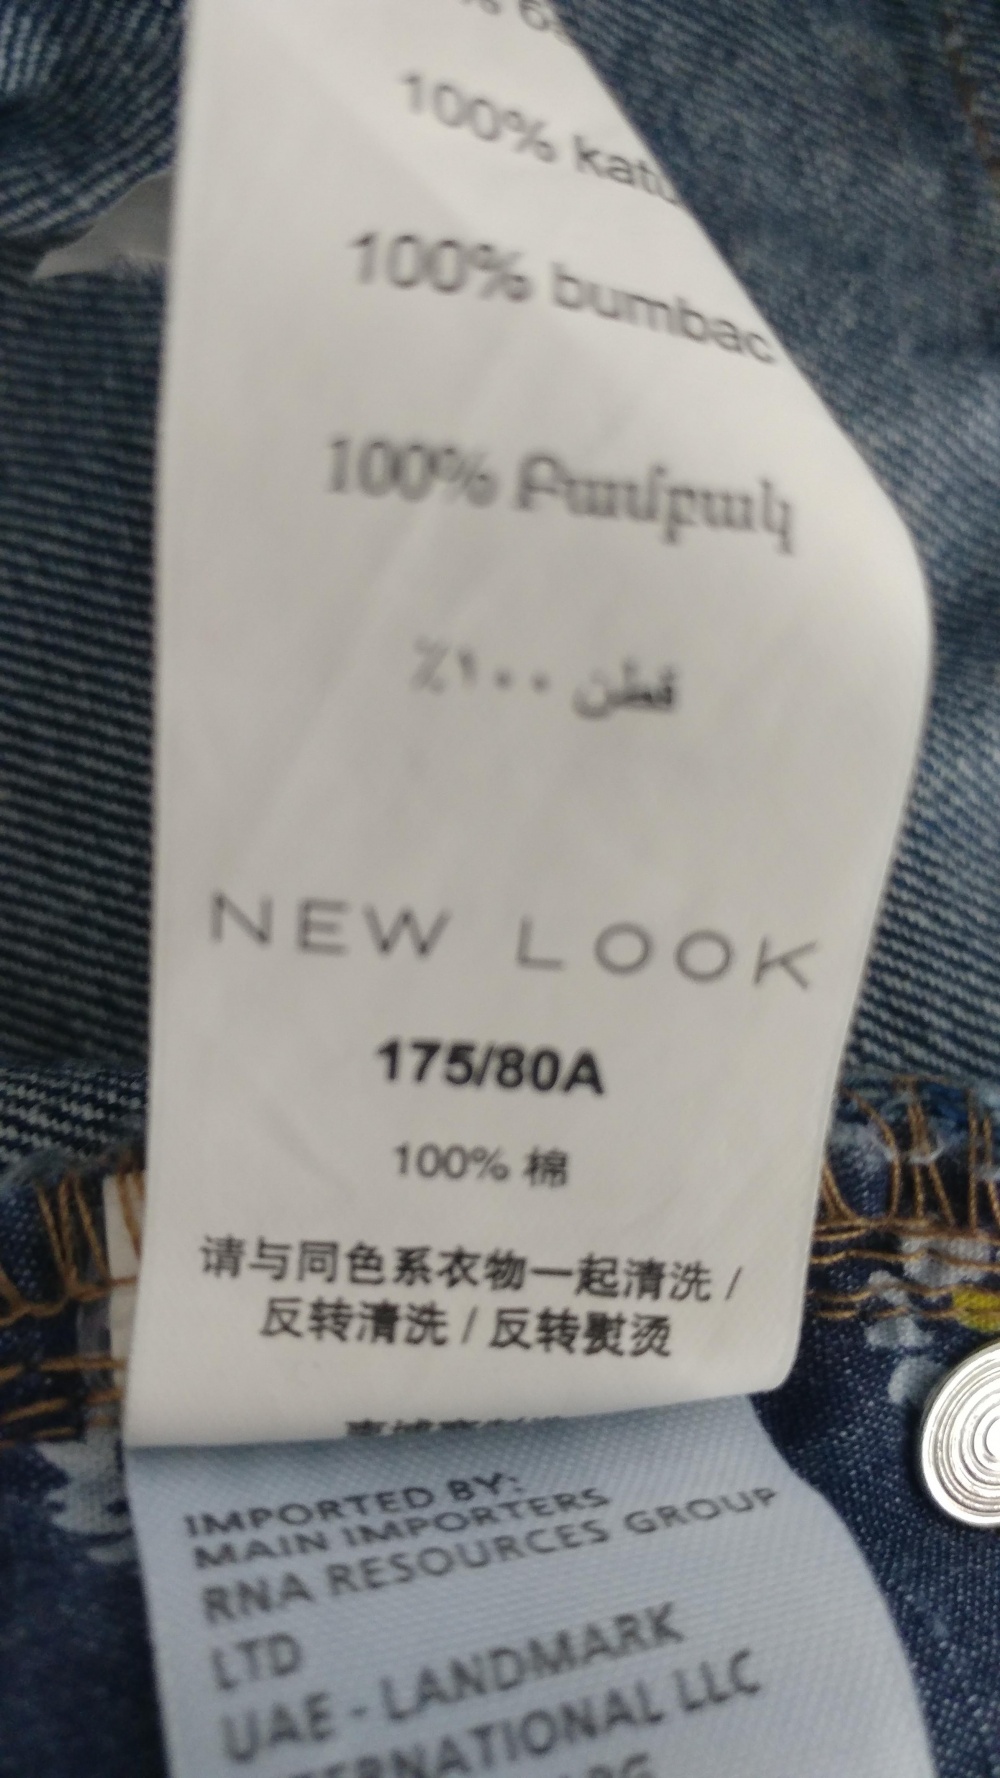 100%
100% bumbac
100% Բամբակ
قطن ١٠٠٪
NEW LOOK
175/80A
100% 棉
请与同色系衣物一起清洗 /
反转清洗 / 反转熨烫
IMPORTED BY:
MAIN IMPORTERS
RNA RESOURCES GROUP
LTD
UAE - LANDMARK
LLC